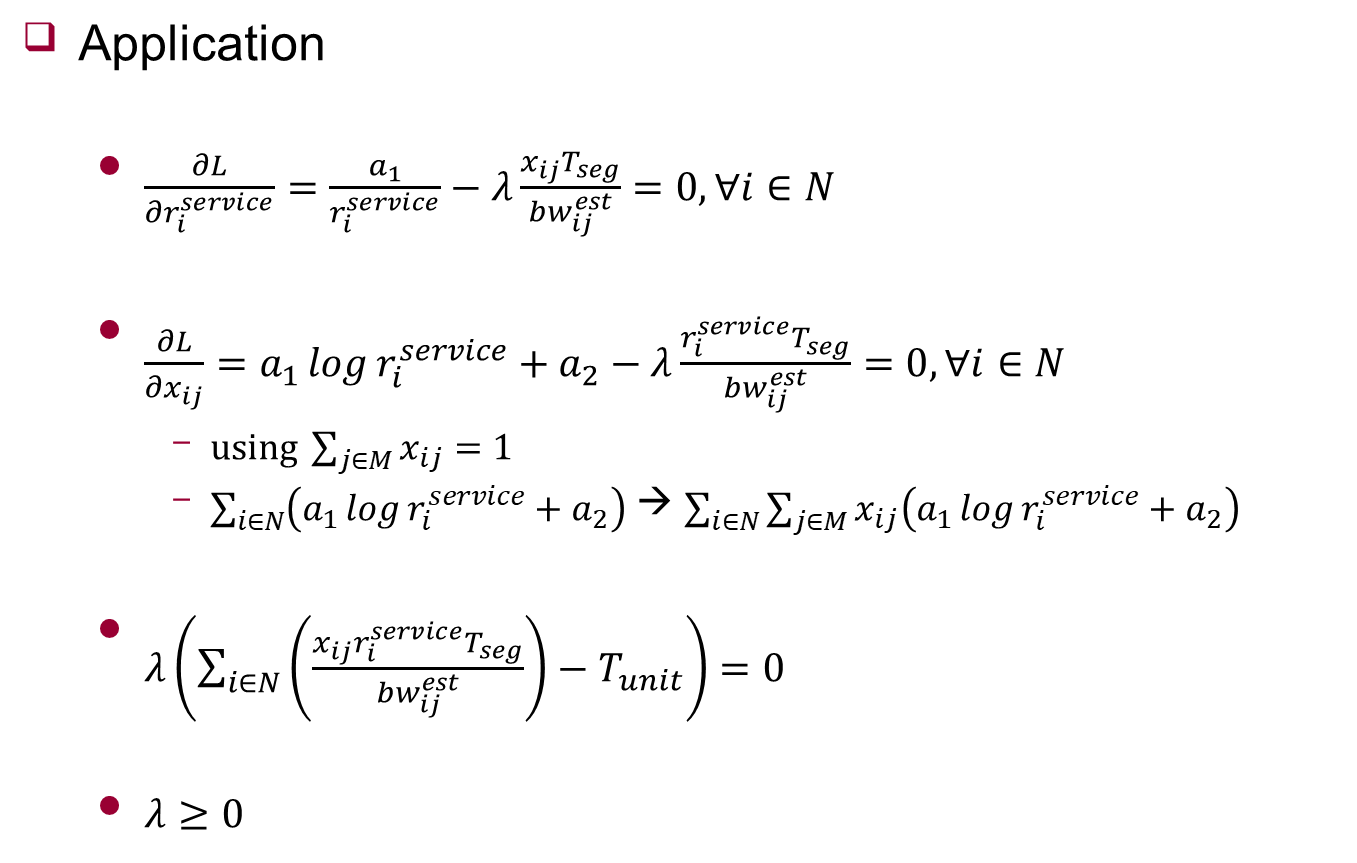 Application
∂L/∂r_i^{service} = a_1/r_i^{service} − λ x_{ij}T_{seg}/bw_{ij}^{est} = 0, ∀i ∈ N
∂L/∂x_{ij} = a_1 log r_i^{service} + a_2 − λ r_i^{service}T_{seg}/bw_{ij}^{est} = 0, ∀i ∈ N
– using ∑_{j∈M} x_{ij} = 1
– ∑_{i∈N}(a_1 log r_i^{service} + a_2) → ∑_{i∈N} ∑_{j∈M} x_{ij}(a_1 log r_i^{service} + a_2)
λ(∑_{i∈N}(x_{ij}r_i^{service}T_{seg}/bw_{ij}^{est}) − T_{unit}) = 0
λ ≥ 0